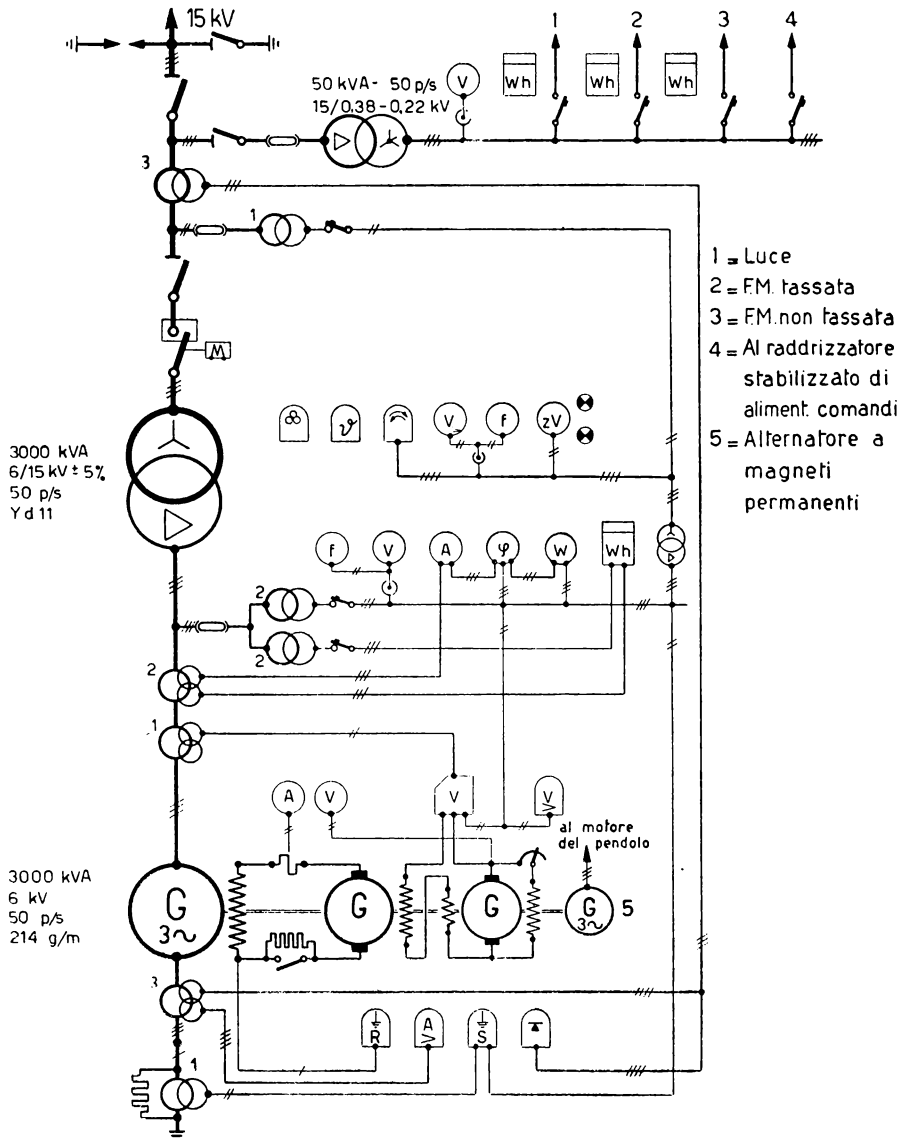 15 kV
1
2
3
4
50 kVA - 50 p/s
15/0.38-0.22 kV
V
Wh
Wh
Wh
3
1
1 = Luce
2 = F.M. tassata
3 = F.M. non tassata
4 = Al raddrizzatore
stabilizzato di
aliment. comandi
5 = Alternatore a
magneti
permanenti
M
3000 kVA
6/15 kV ± 5%
50 p/s
Y d 11
ϑ
V
f
2V
f
V
A
φ
W
Wh
2
2
2
1
A
V
V
V
>
al motore
del pendolo
3000 kVA
6 kV
50 p/s
214 g/m
G
3~
G
G
G
3~
5
3
R
A
>
S
1